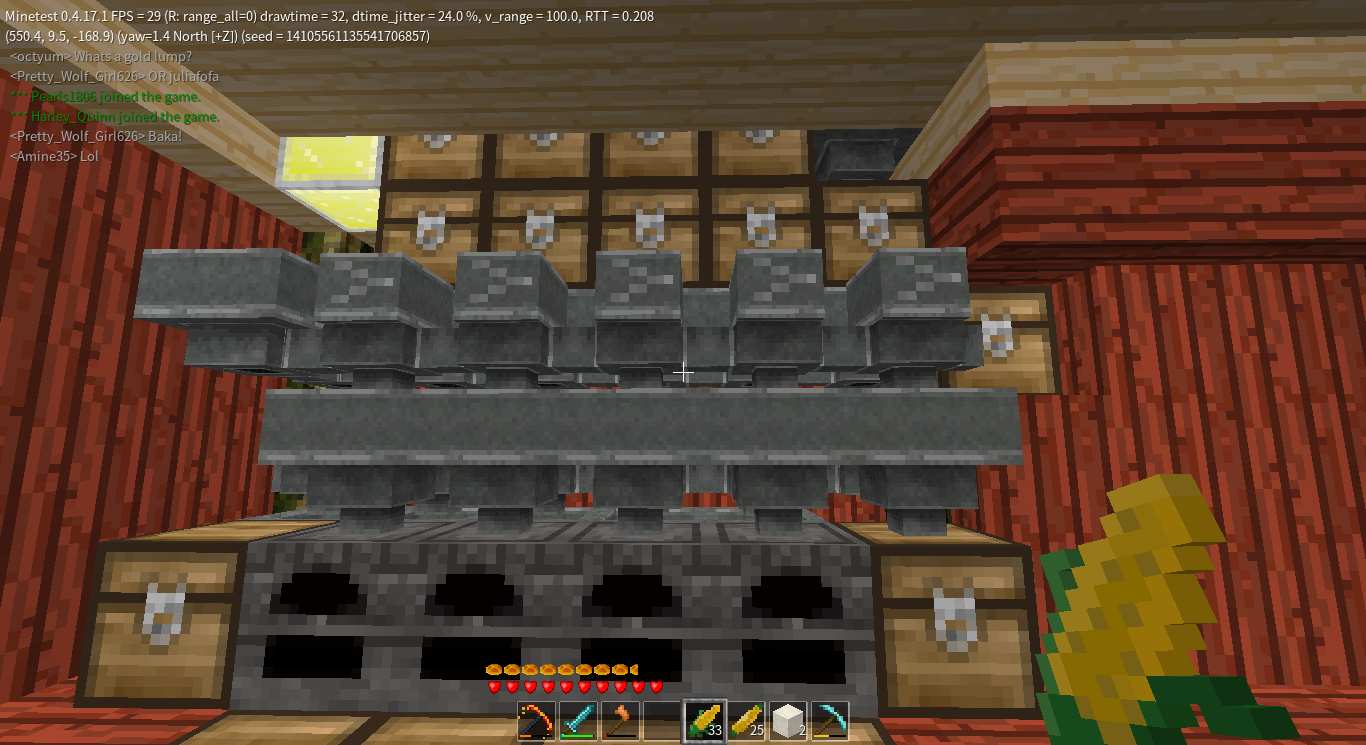 Minetest 0.4.17.1 FPS = 29 (R: range_all=0) drawtime = 32, dtime_jitter = 24.0 %, v_range = 100.0, RTT = 0.208
(550.4, 9.5, -168.9) (yaw=1.4 North [+Z]) (seed = 14105561135541706857)
<octyum> Whats a gold lump?
<Pretty_Wolf_Girl626> OR juliafofa
*** Pearls1806 joined the game.
*** Harley_Quinn joined the game.
<Pretty_Wolf_Girl626> Baka!
<Amine35> Lol
33 25 2